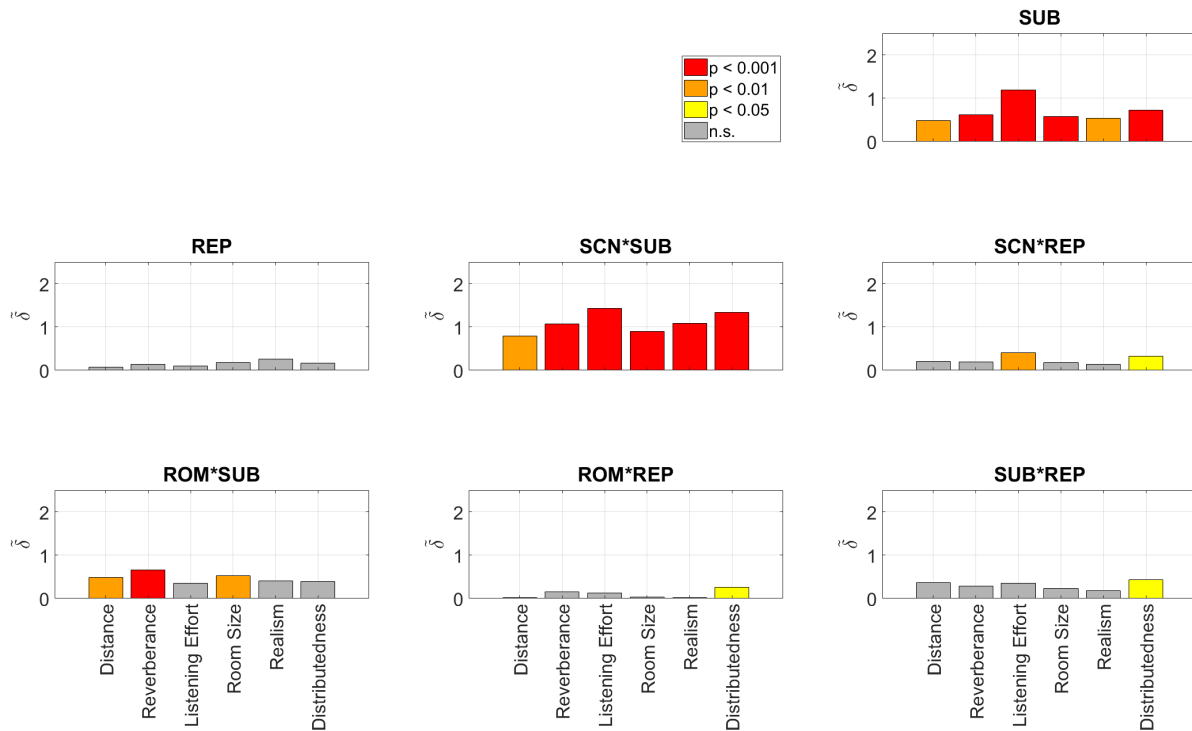 SUB
p < 0.001
p < 0.01
p < 0.05
n.s.
2
1
0
δ̃
REP
SCN*SUB
SCN*REP
2
1
0
δ̃
2
1
0
δ̃
2
1
0
δ̃
ROM*SUB
ROM*REP
SUB*REP
2
1
0
δ̃
2
1
0
δ̃
2
1
0
δ̃
Distance
Reverberance
Listening Effort
Room Size
Realism
Distributedness
Distance
Reverberance
Listening Effort
Room Size
Realism
Distributedness
Distance
Reverberance
Listening Effort
Room Size
Realism
Distributedness